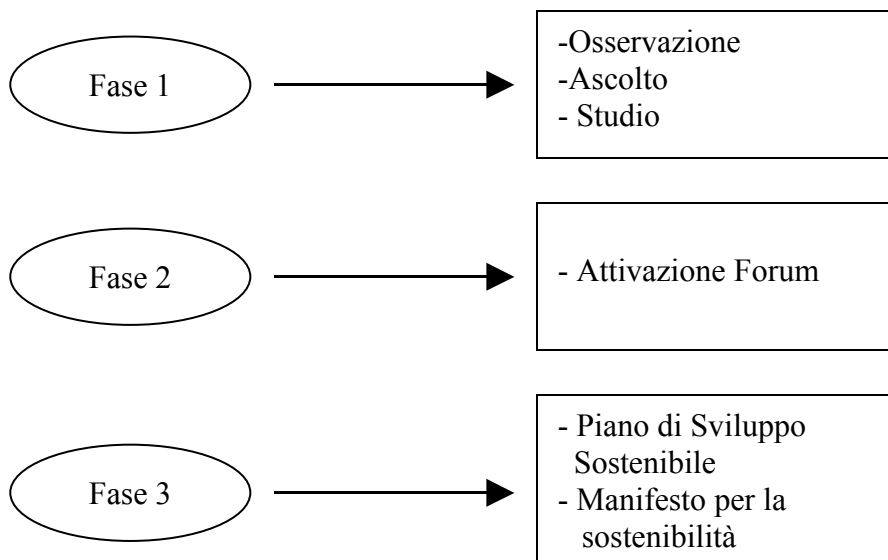 Fase 1
-Osservazione
-Ascolto
- Studio
Fase 2
- Attivazione Forum
Fase 3
- Piano di Sviluppo
Sostenibile
- Manifesto per la
sostenibilità